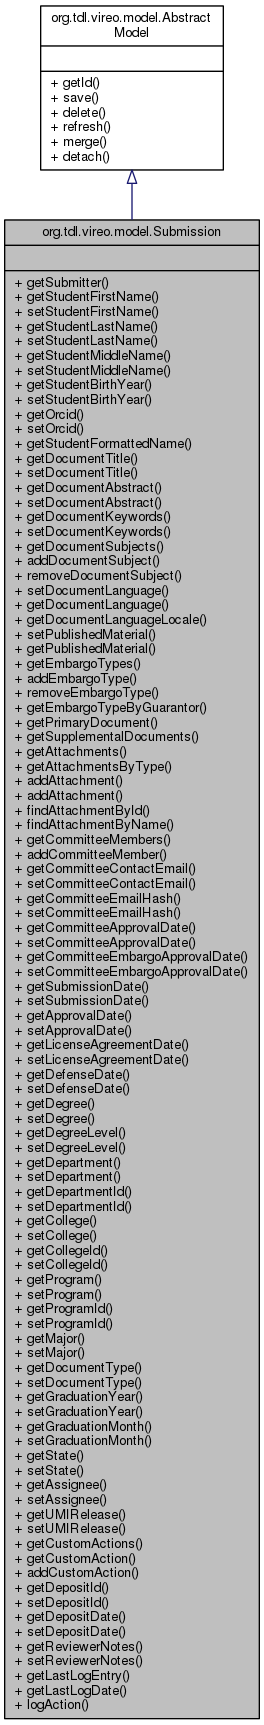 org.tdl.vireo.model.Abstract
Model
+ getId()
+ save()
+ delete()
+ refresh()
+ merge()
+ detach()
org.tdl.vireo.model.Submission
+ getSubmitter()
+ getStudentFirstName()
+ setStudentFirstName()
+ getStudentLastName()
+ setStudentLastName()
+ getStudentMiddleName()
+ setStudentMiddleName()
+ getStudentBirthYear()
+ setStudentBirthYear()
+ getOrcid()
+ setOrcid()
+ getStudentFormattedName()
+ getDocumentTitle()
+ setDocumentTitle()
+ getDocumentAbstract()
+ setDocumentAbstract()
+ getDocumentKeywords()
+ setDocumentKeywords()
+ getDocumentSubjects()
+ addDocumentSubject()
+ removeDocumentSubject()
+ setDocumentLanguage()
+ getDocumentLanguage()
+ getDocumentLanguageLocale()
+ setPublishedMaterial()
+ getPublishedMaterial()
+ getEmbargoTypes()
+ addEmbargoType()
+ removeEmbargoType()
+ getEmbargoTypeByGuarantor()
+ getPrimaryDocument()
+ getSupplementalDocuments()
+ getAttachments()
+ getAttachmentsByType()
+ addAttachment()
+ addAttachment()
+ findAttachmentById()
+ findAttachmentByName()
+ getCommitteeMembers()
+ addCommitteeMember()
+ getCommitteeContactEmail()
+ setCommitteeContactEmail()
+ getCommitteeEmailHash()
+ setCommitteeEmailHash()
+ getCommitteeApprovalDate()
+ setCommitteeApprovalDate()
+ getCommitteeEmbargoApprovalDate()
+ setCommitteeEmbargoApprovalDate()
+ getSubmissionDate()
+ setSubmissionDate()
+ getApprovalDate()
+ setApprovalDate()
+ getLicenseAgreementDate()
+ setLicenseAgreementDate()
+ getDefenseDate()
+ setDefenseDate()
+ getDegree()
+ setDegree()
+ getDegreeLevel()
+ setDegreeLevel()
+ getDepartment()
+ setDepartment()
+ getDepartmentId()
+ setDepartmentId()
+ getCollege()
+ setCollege()
+ getCollegeId()
+ setCollegeId()
+ getProgram()
+ setProgram()
+ getProgramId()
+ setProgramId()
+ getMajor()
+ setMajor()
+ getDocumentType()
+ setDocumentType()
+ getGraduationYear()
+ setGraduationYear()
+ getGraduationMonth()
+ setGraduationMonth()
+ getState()
+ setState()
+ getAssignee()
+ setAssignee()
+ getUMIRelease()
+ setUMIRelease()
+ getCustomActions()
+ getCustomAction()
+ addCustomAction()
+ getDepositId()
+ setDepositId()
+ getDepositDate()
+ setDepositDate()
+ getReviewerNotes()
+ setReviewerNotes()
+ getLastLogEntry()
+ getLastLogDate()
+ logAction()